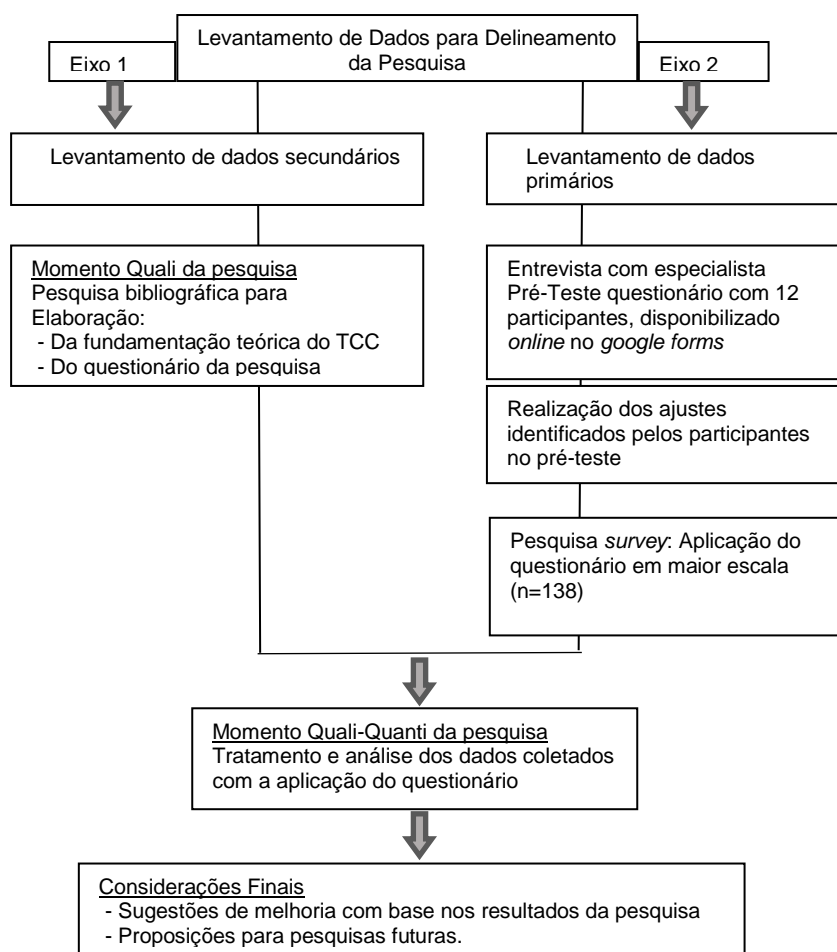 Levantamento de Dados para Delineamento
da Pesquisa
Eixo 1
Eixo 2
Levantamento de dados secundários
Levantamento de dados
primários
Momento Quali da pesquisa
Pesquisa bibliográfica para
Elaboração:
- Da fundamentação teórica do TCC
- Do questionário da pesquisa
Entrevista com especialista
Pré-Teste questionário com 12
participantes, disponibilizado
online no google forms
Realização dos ajustes
identificados pelos participantes
no pré-teste
Pesquisa survey: Aplicação do
questionário em maior escala
(n=138)
Momento Quali-Quanti da pesquisa
Tratamento e análise dos dados coletados
com a aplicação do questionário
Considerações Finais
- Sugestões de melhoria com base nos resultados da pesquisa
- Proposições para pesquisas futuras.